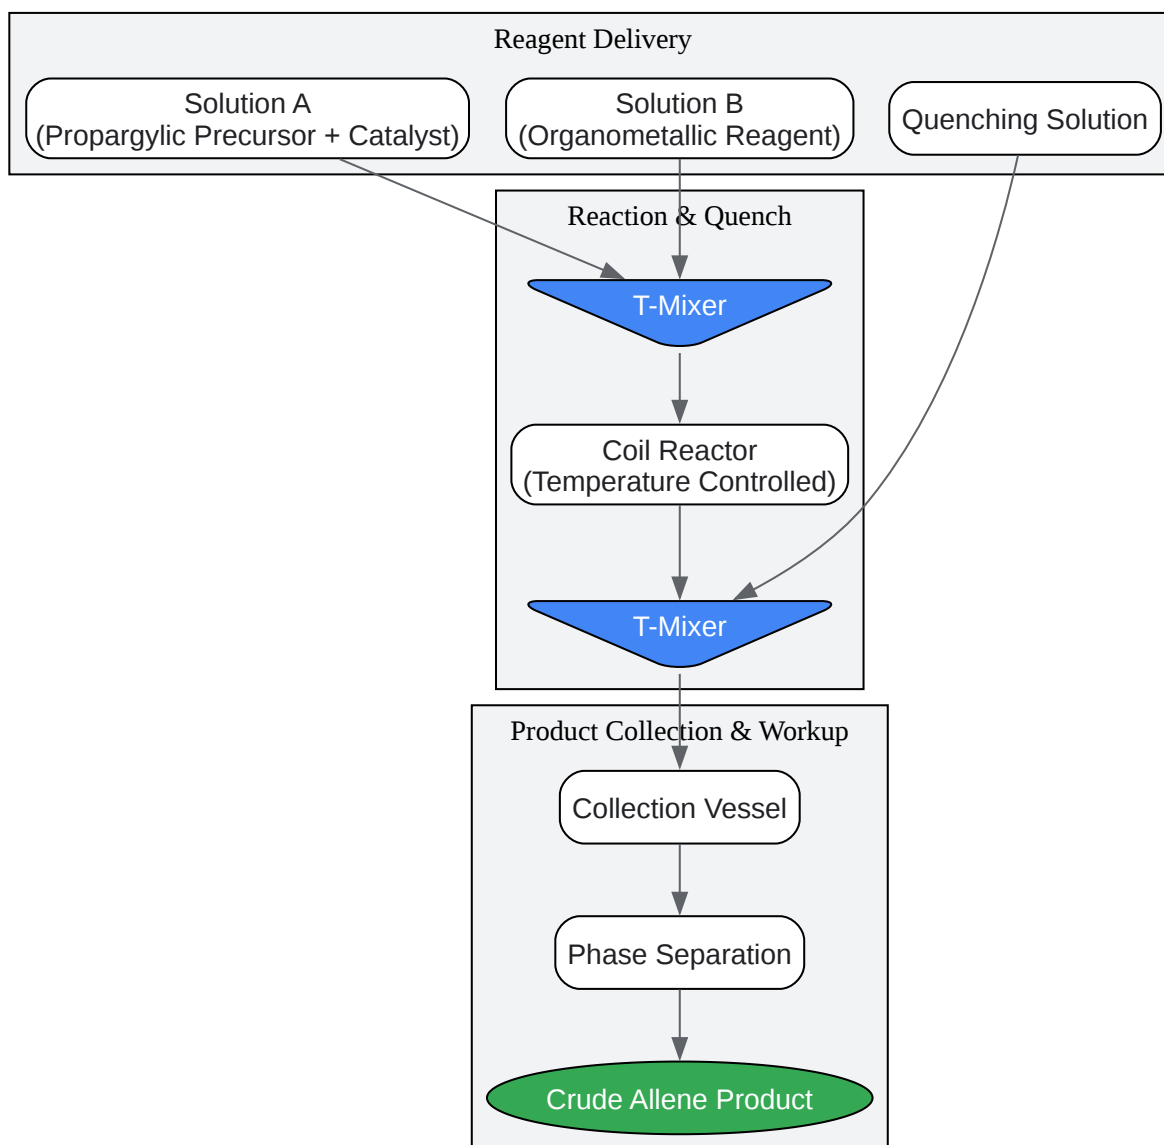 Reagent Delivery
Solution A
(Propargylic Precursor + Catalyst)
Solution B
(Organometallic Reagent)
Quenching Solution
Reaction & Quench
T-Mixer
Coil Reactor
(Temperature Controlled)
T-Mixer
Product Collection & Workup
Collection Vessel
Phase Separation
Crude Allene Product